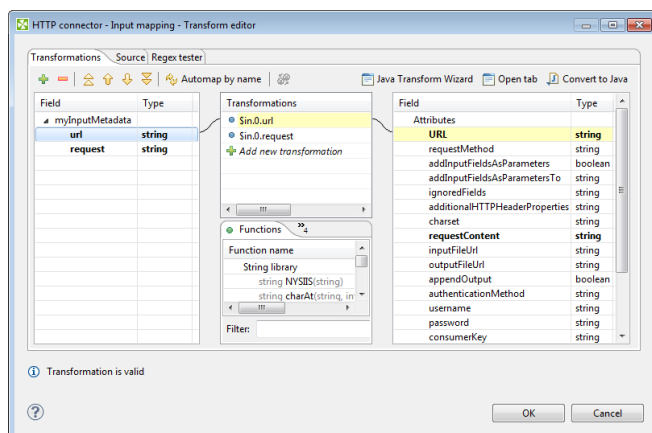 HTTP connector - Input mapping - Transform editor
Transformations Source Regex tester
Automap by name Java Transform Wizard Open tab Convert to Java
Field Type
myInputMetadata
url string
request string
Transformations
$in.0.url
$in.0.request
Add new transformation
Functions »4
Function name
String library
string NYSIIS(string)
string charAt(string, in
Filter:
Field Type
Attributes
URL string
requestMethod string
addInputFieldsAsParameters boolean
addInputFieldsAsParametersTo string
ignoredFields string
additionalHTTPHeaderProperties string
charset string
requestContent string
inputFileUrl string
outputFileUrl string
appendOutput boolean
authenticationMethod string
username string
password string
consumerKey string
Transformation is valid
OK Cancel